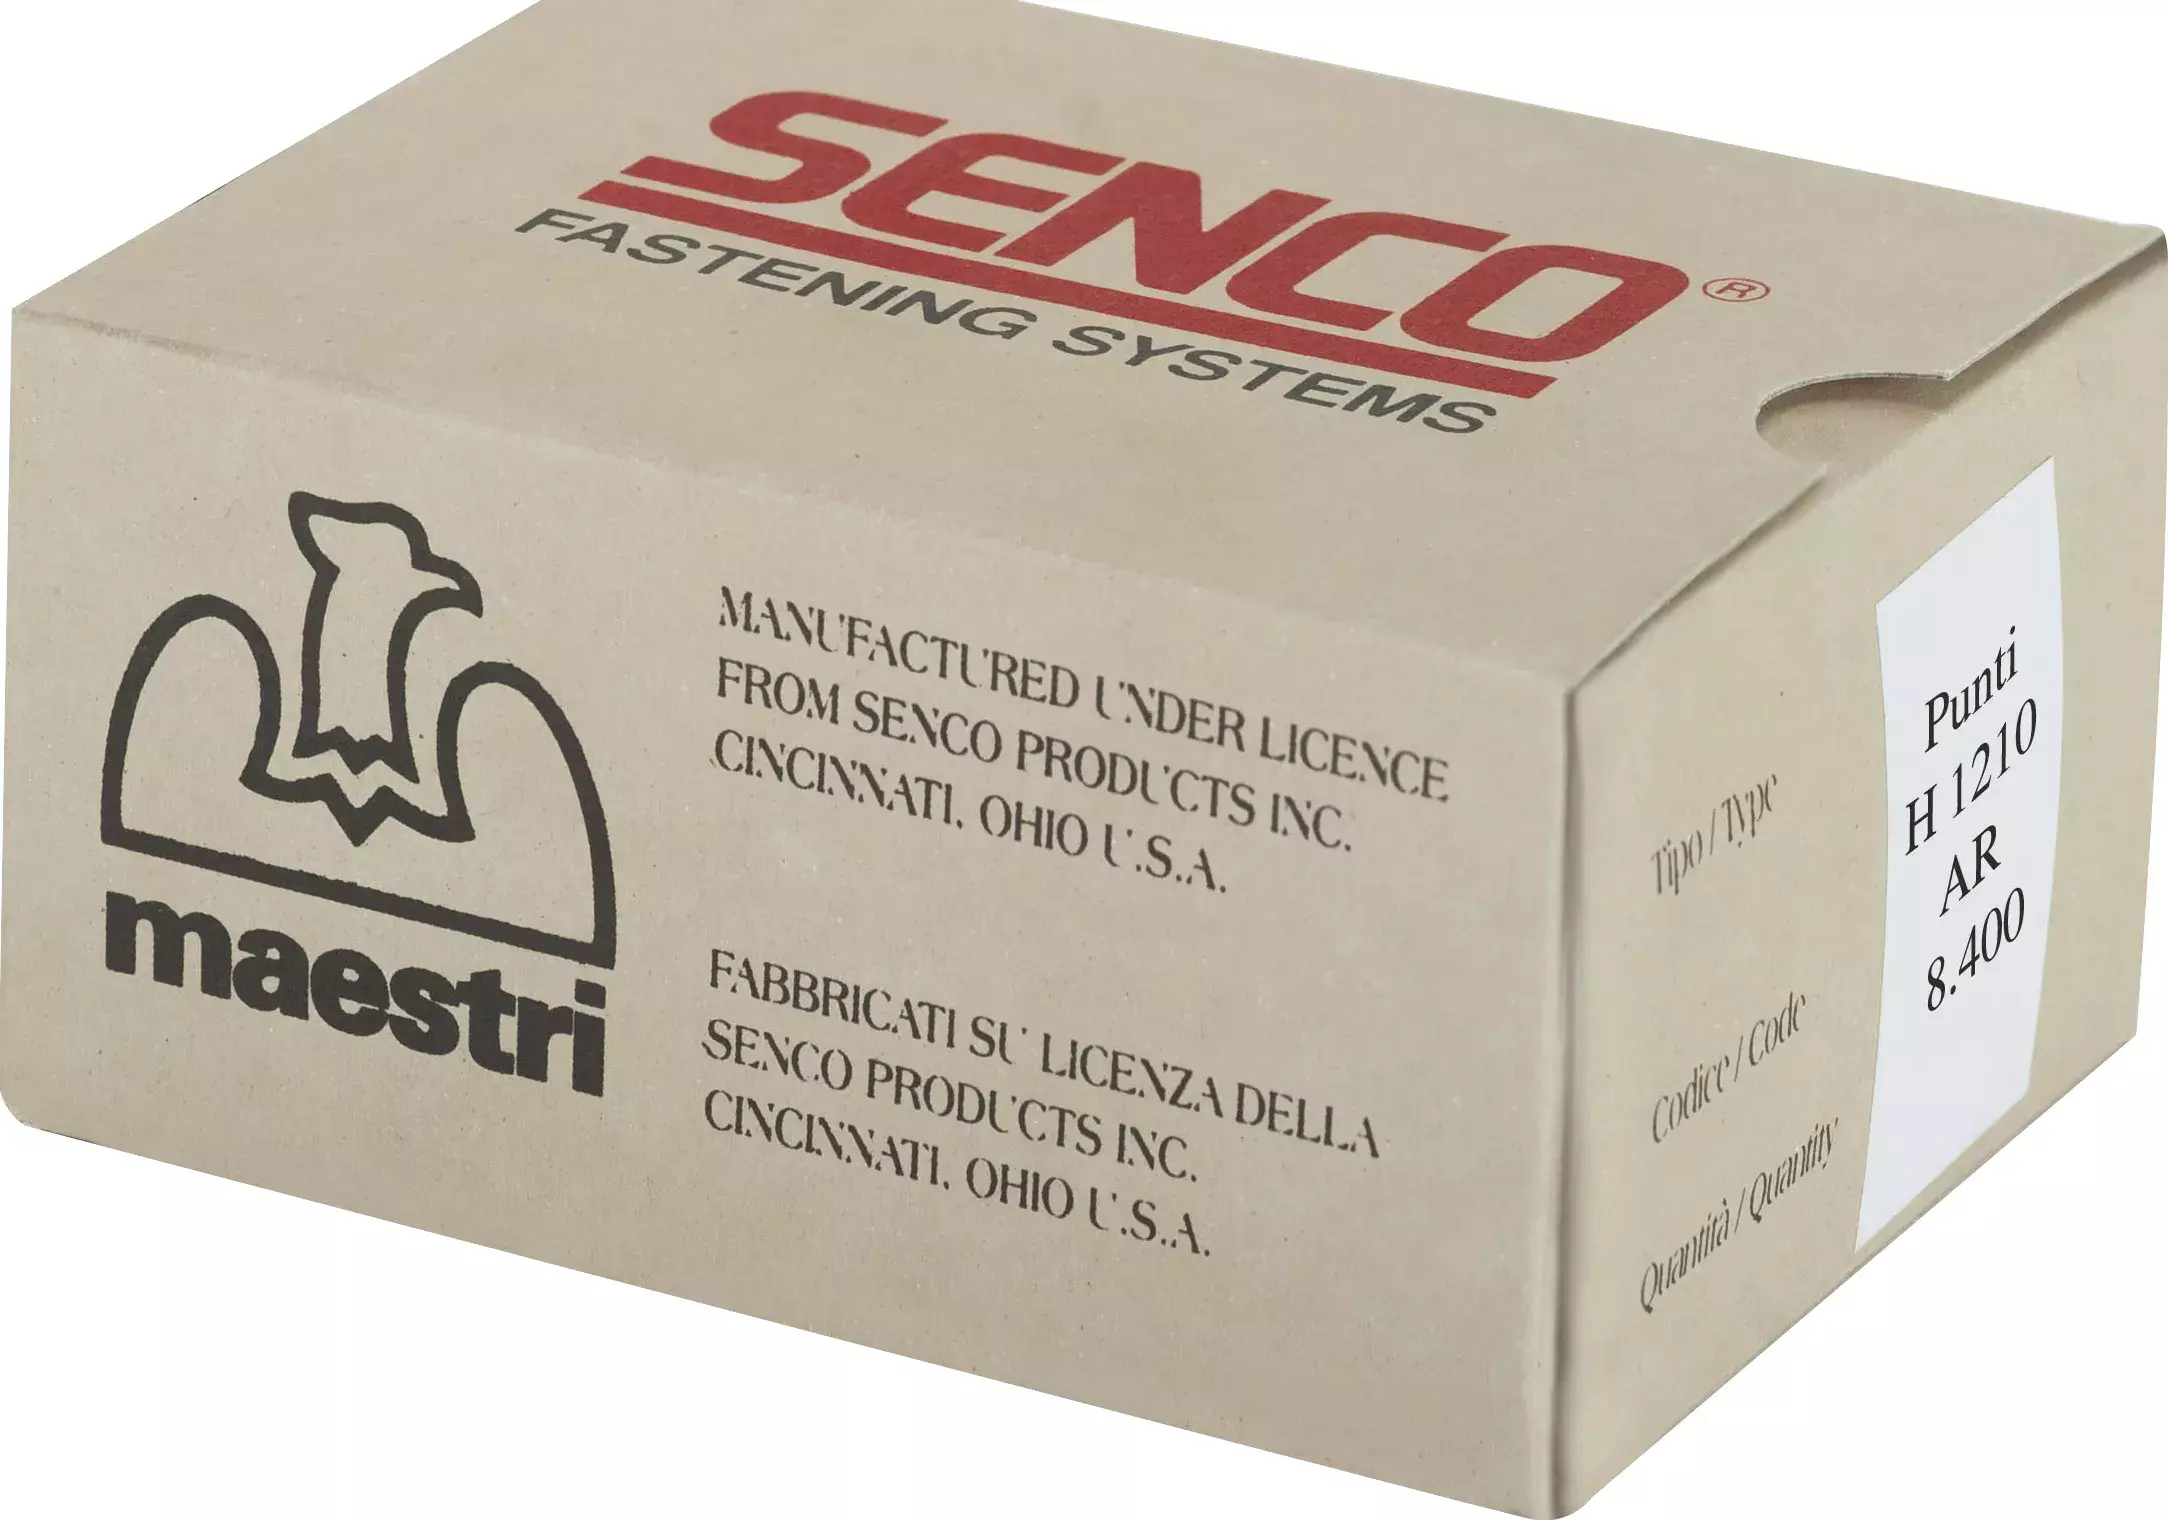 SENCO®
FASTENING SYSTEMS
maestri
MANUFACTURED UNDER LICENCE
FROM SENCO PRODUCTS INC.
CINCINNATI. OHIO U.S.A.
FABBRICATI SU' LICENZA DELLA
SENCO PRODUCTS INC.
CINCINNATI. OHIO U.S.A.
Tipo / Type
Codice / Code
Quantità / Quantity
Punti
H 1210
AR
8.400